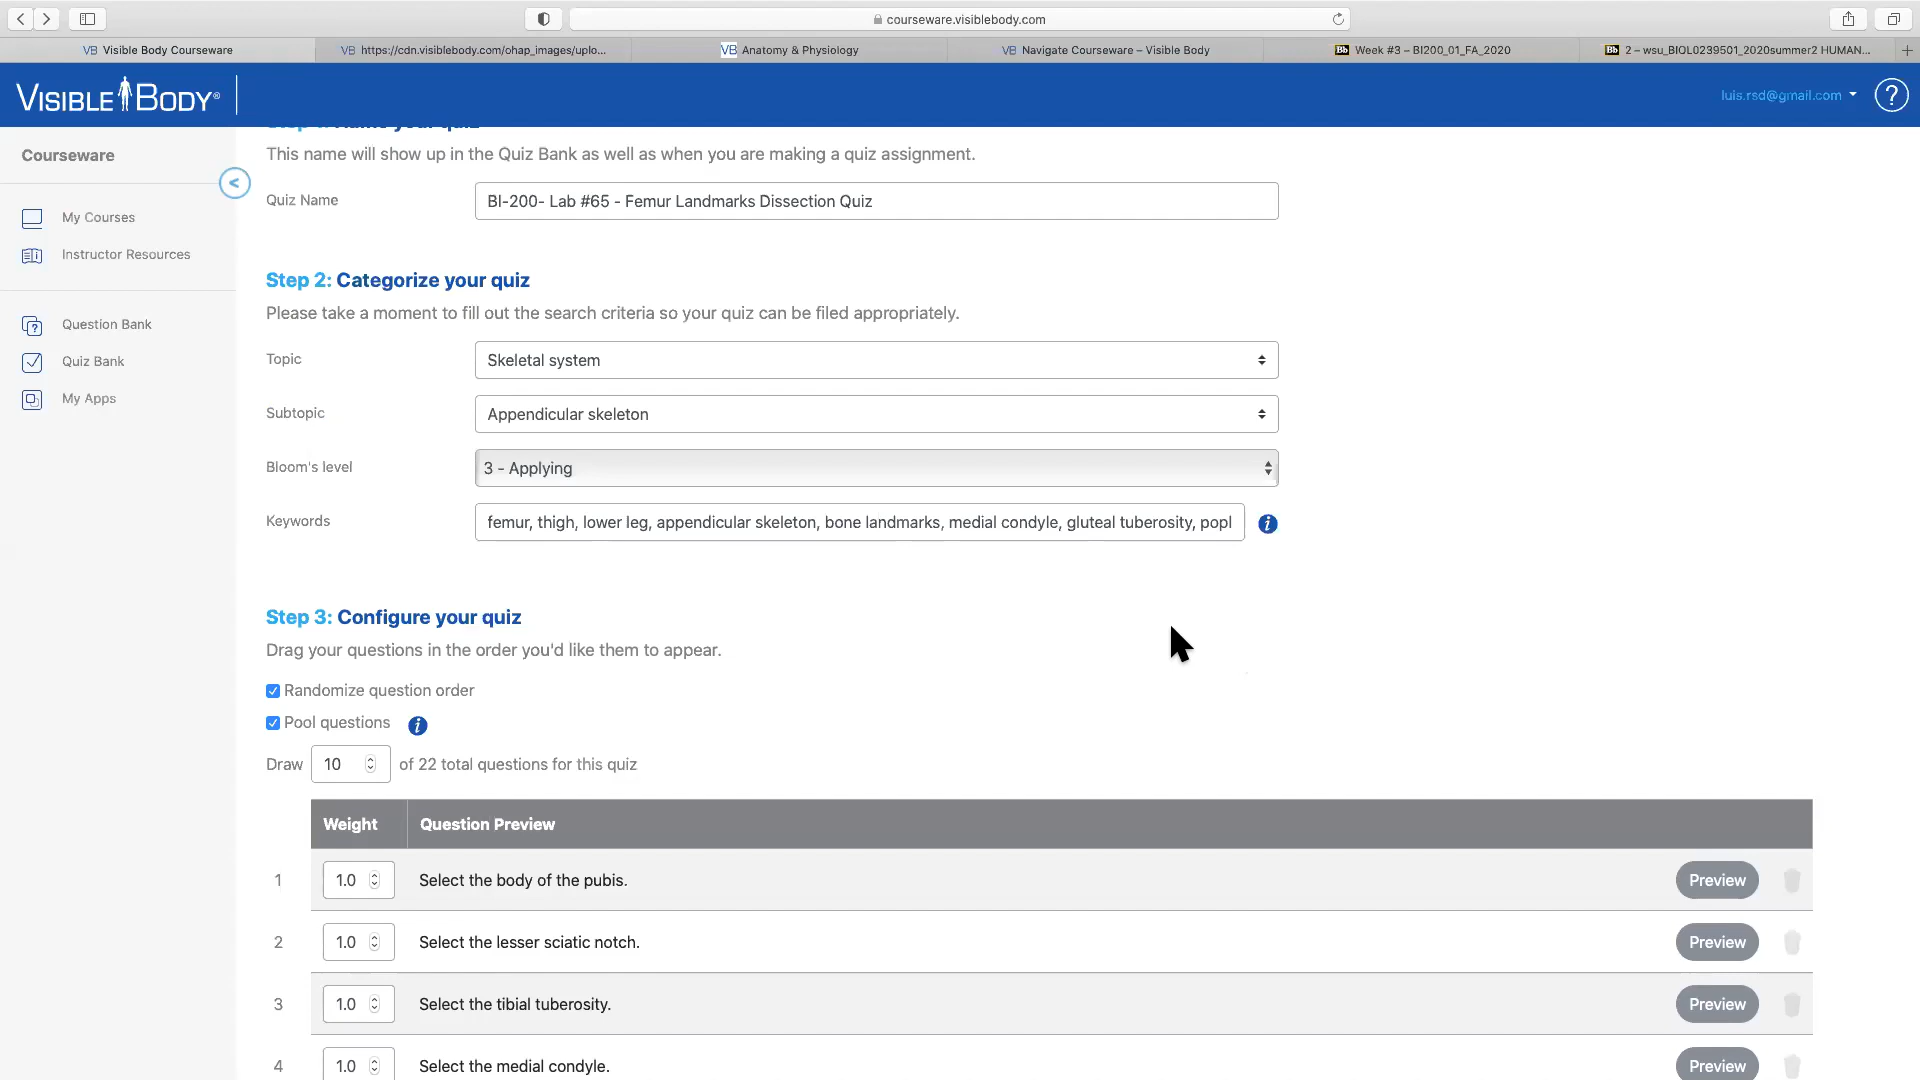 courseware.visiblebody.com
VB Visible Body Courseware
VB https://cdn.visiblebody.com/ohap_images/uplo...
VB Anatomy & Physiology
VB Navigate Courseware – Visible Body
Bb Week #3 – BI200_01_FA_2020
Bb 2 – wsu_BIOL0239501_2020summer2 HUMAN...
VISIBLE BODY®
luis.rsd@gmail.com
?
Courseware
<
My Courses
Instructor Resources
Question Bank
Quiz Bank
My Apps
This name will show up in the Quiz Bank as well as when you are making a quiz assignment.
Quiz Name
BI-200- Lab #65 - Femur Landmarks Dissection Quiz
Step 2: Categorize your quiz
Please take a moment to fill out the search criteria so your quiz can be filed appropriately.
Topic
Skeletal system
Subtopic
Appendicular skeleton
Bloom's level
3 - Applying
Keywords
femur, thigh, lower leg, appendicular skeleton, bone landmarks, medial condyle, gluteal tuberosity, popl
i
Step 3: Configure your quiz
Drag your questions in the order you'd like them to appear.
Randomize question order
Pool questions i
Draw 10 of 22 total questions for this quiz
Weight Question Preview
1 1.0 Select the body of the pubis. Preview
2 1.0 Select the lesser sciatic notch. Preview
3 1.0 Select the tibial tuberosity. Preview
4 1.0 Select the medial condyle. Preview